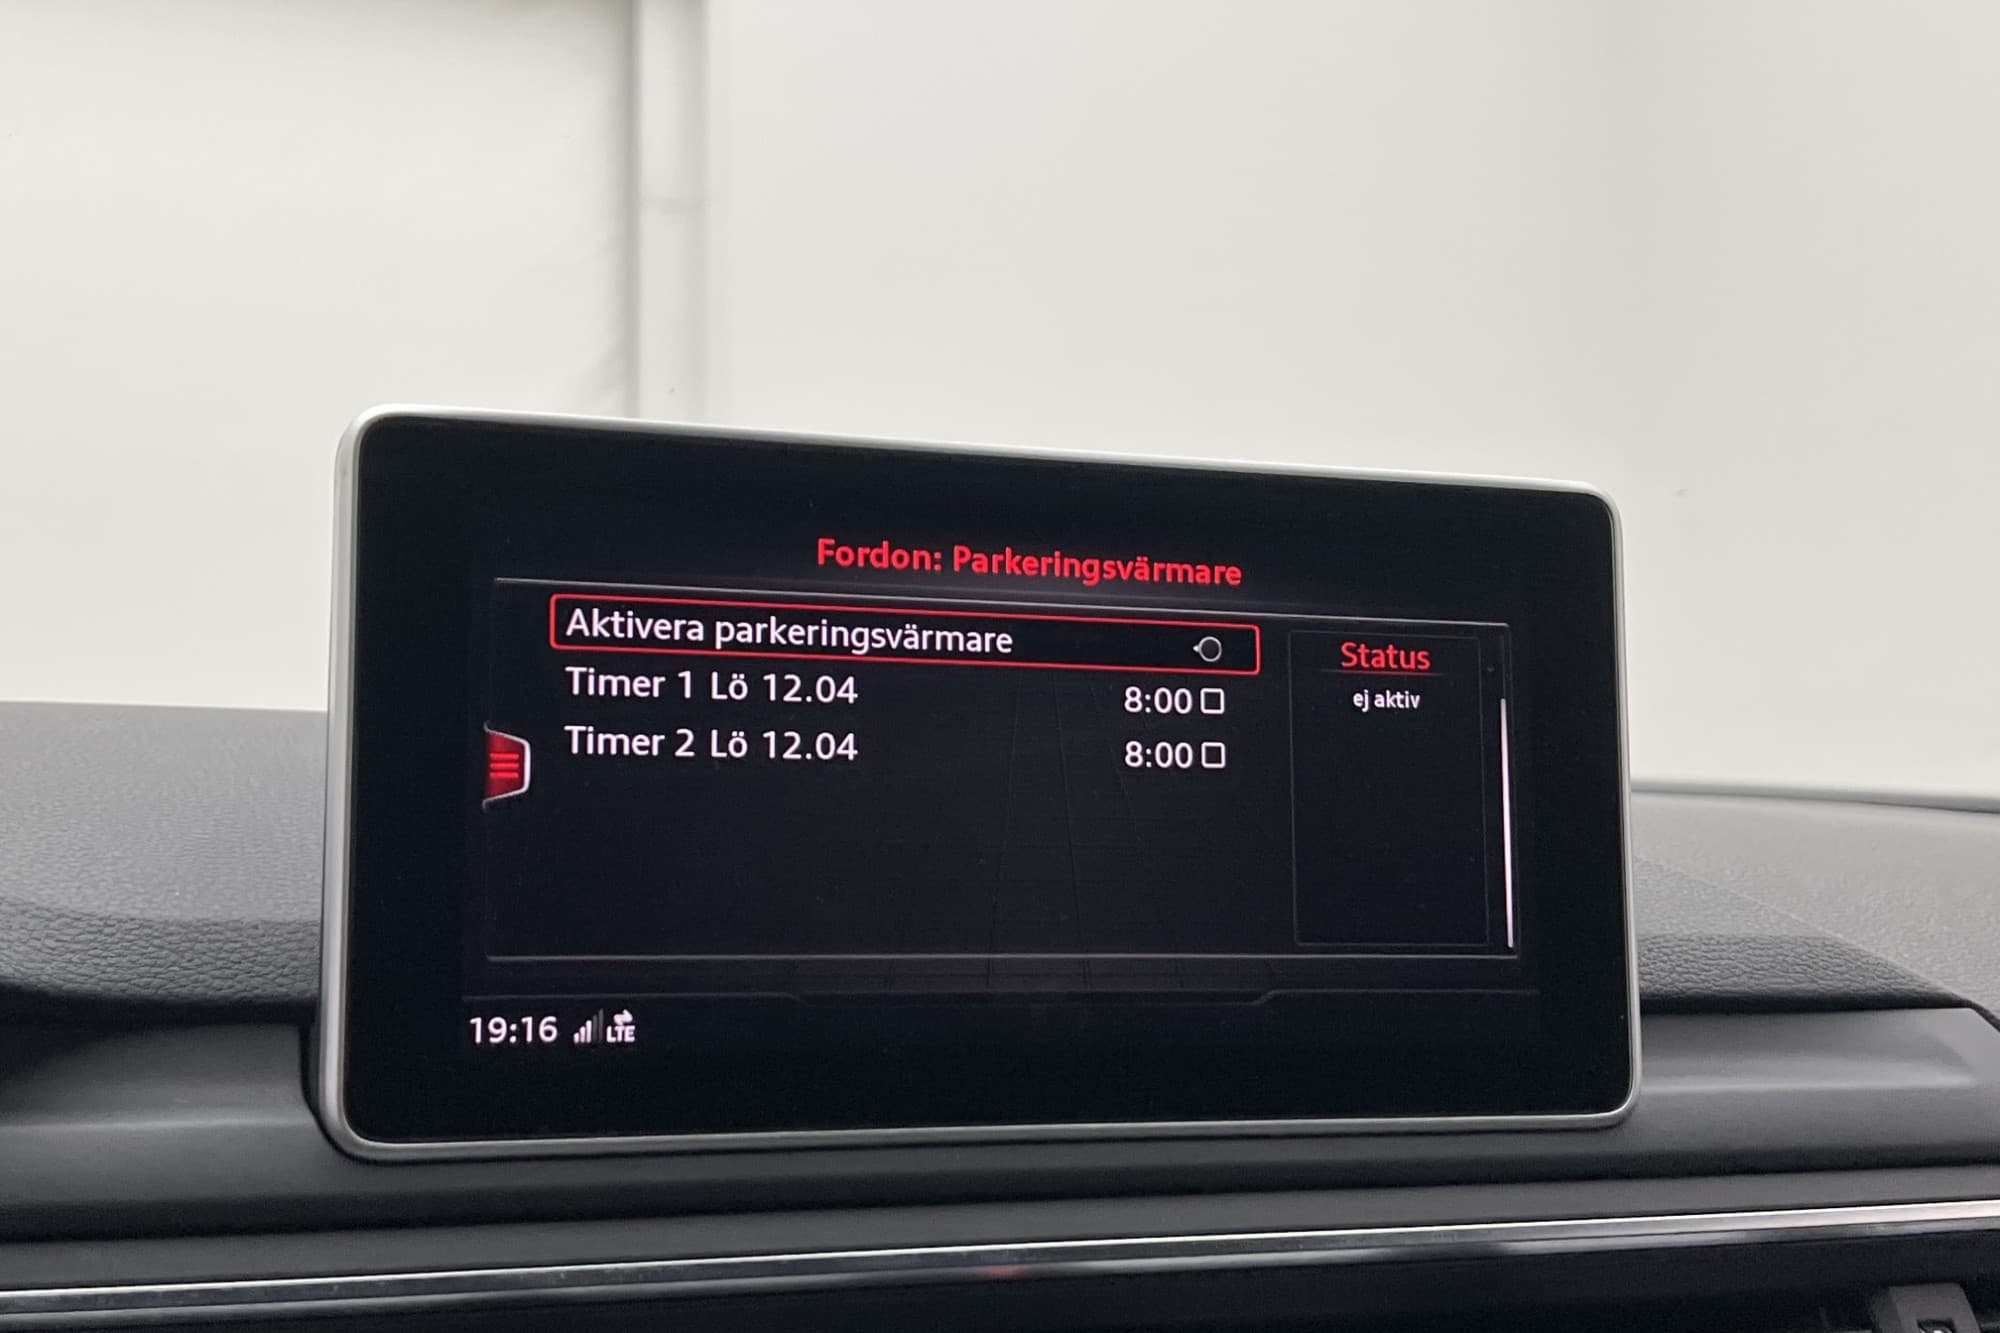 Fordon: Parkeringsvärmare
Aktivera parkeringsvärmare
Timer 1 Lö 12.04 8:00
Timer 2 Lö 12.04 8:00
Status
ej aktiv
19:16 LTE